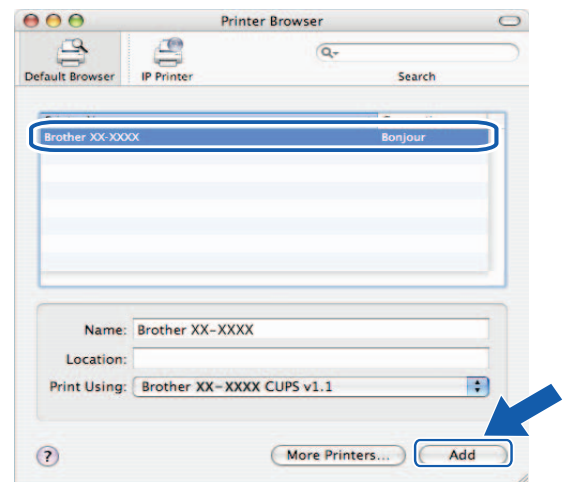 Printer Browser
Q-
Default Browser IP Printer Search
Brother XX-XXXX Bonjour
Name: Brother XX-XXXX
Location:
Print Using: Brother XX-XXXX CUPS v1.1
? More Printers... Add